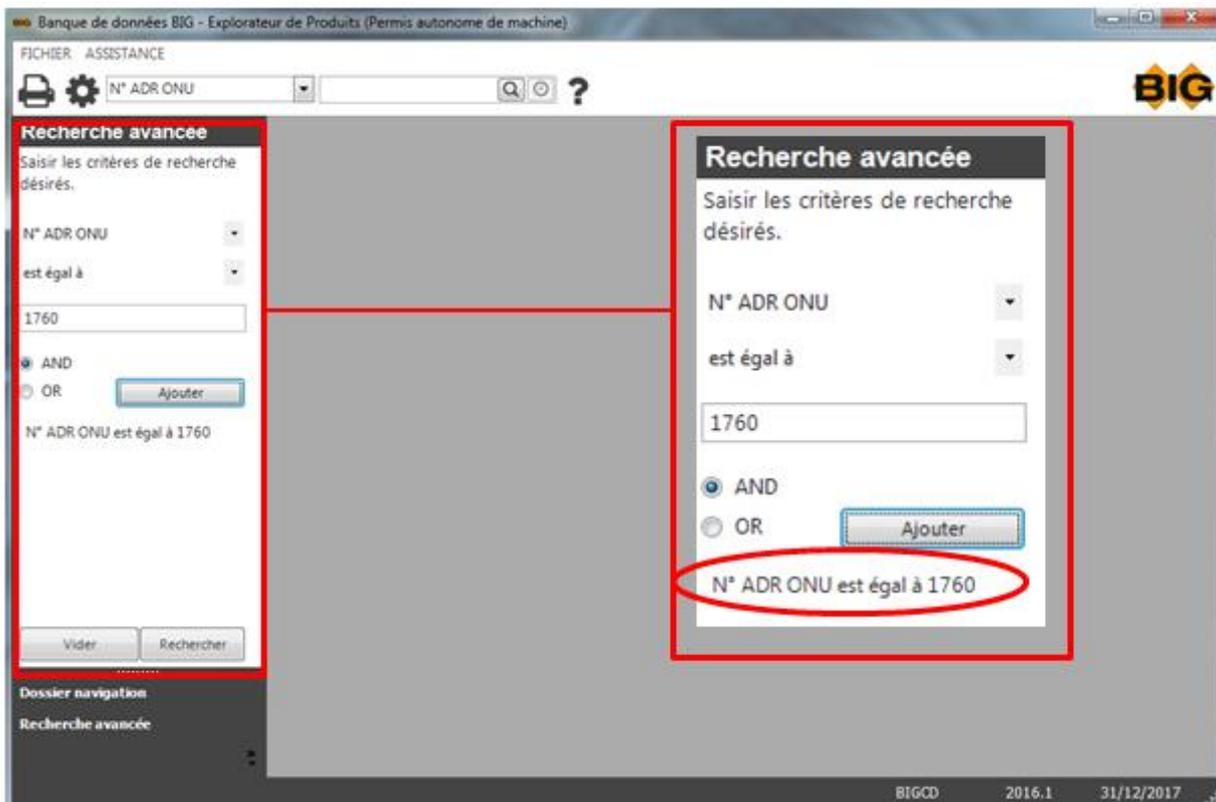 Banque de données BIG - Explorateur de Produits (Permis autonome de machine)
FICHIER ASSISTANCE
N° ADR ONU
?
BIG
Recherche avancée
Saisir les critères de recherche
désirés.
N° ADR ONU
est égal à
1760
AND
OR
Ajouter
N° ADR ONU est égal à 1760
Vider
Rechercher
Dossier navigation
Recherche avancée
Recherche avancée
Saisir les critères de recherche
désirés.
N° ADR ONU
est égal à
1760
AND
OR
Ajouter
N° ADR ONU est égal à 1760
BIGCD 2016.1 31/12/2017